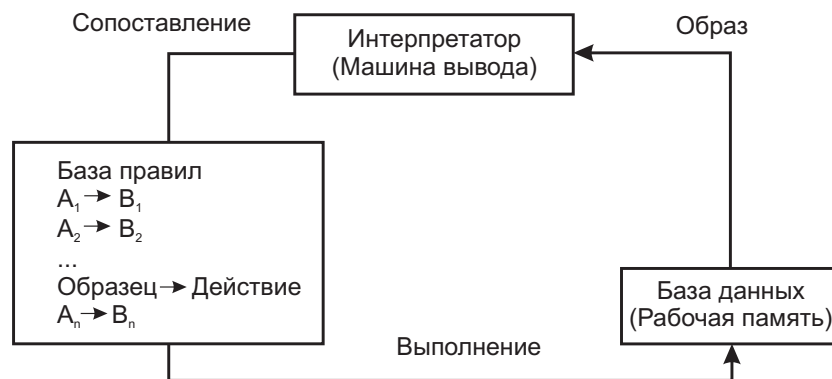 Сопоставление
Интерпретатор
(Машина вывода)
Образ
База правил
A₁ → B₁
A₂ → B₂
...
Образец → Действие
Aₙ → Bₙ
База данных
(Рабочая память)
Выполнение